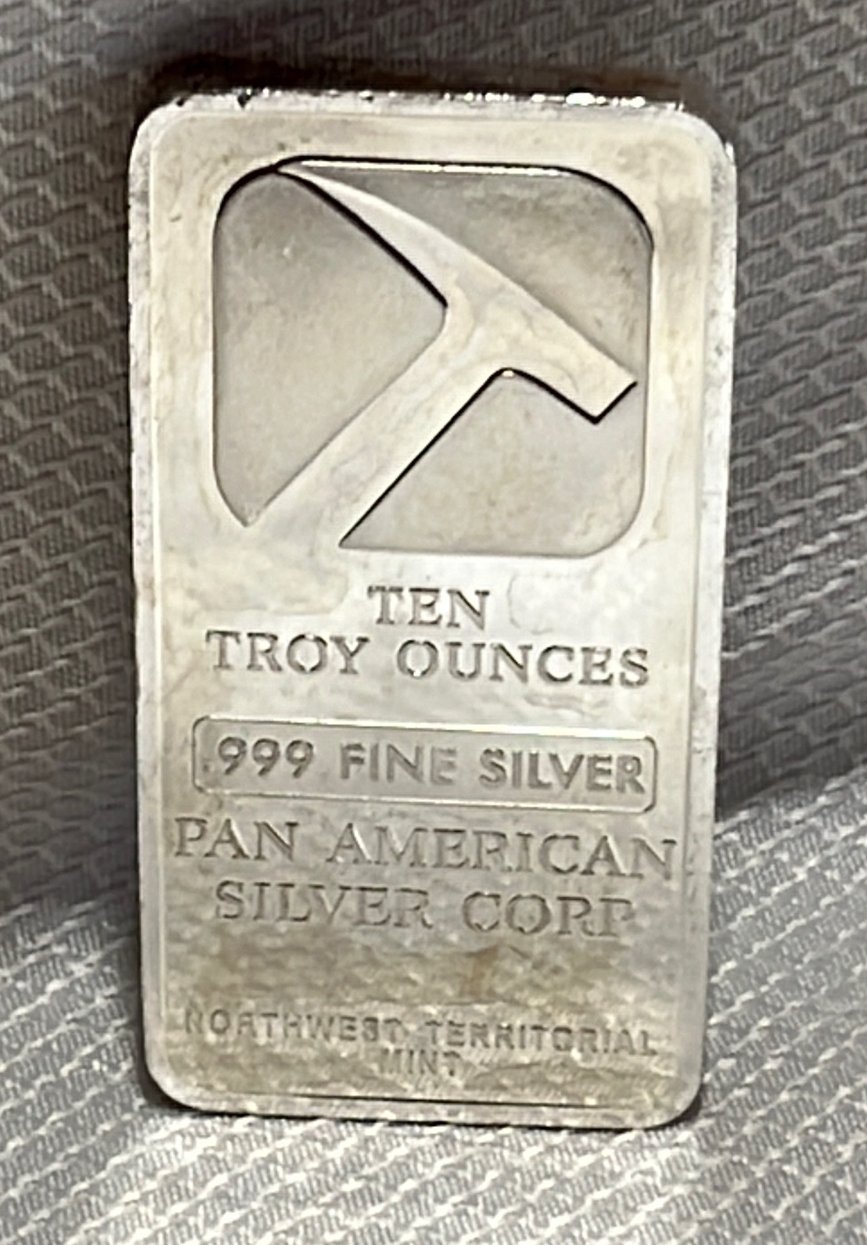 TEN
TROY OUNCES
.999 FINE SILVER
PAN AMERICAN
SILVER CORP
NORTHWEST TERRITORIAL
MINT